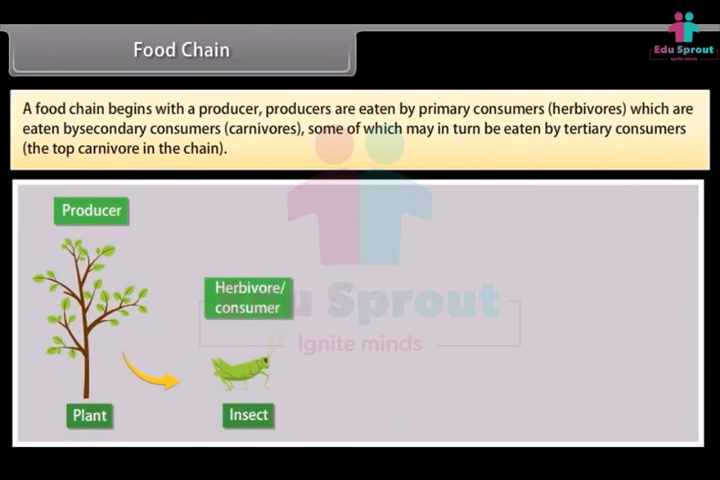 Food Chain
Edu Sprout
Ignite minds
A food chain begins with a producer, producers are eaten by primary consumers (herbivores) which are
eaten bysecondary consumers (carnivores), some of which may in turn be eaten by tertiary consumers
(the top carnivore in the chain).
Producer
Herbivore/
consumer
Edu Sprout
Ignite minds
Plant
Insect